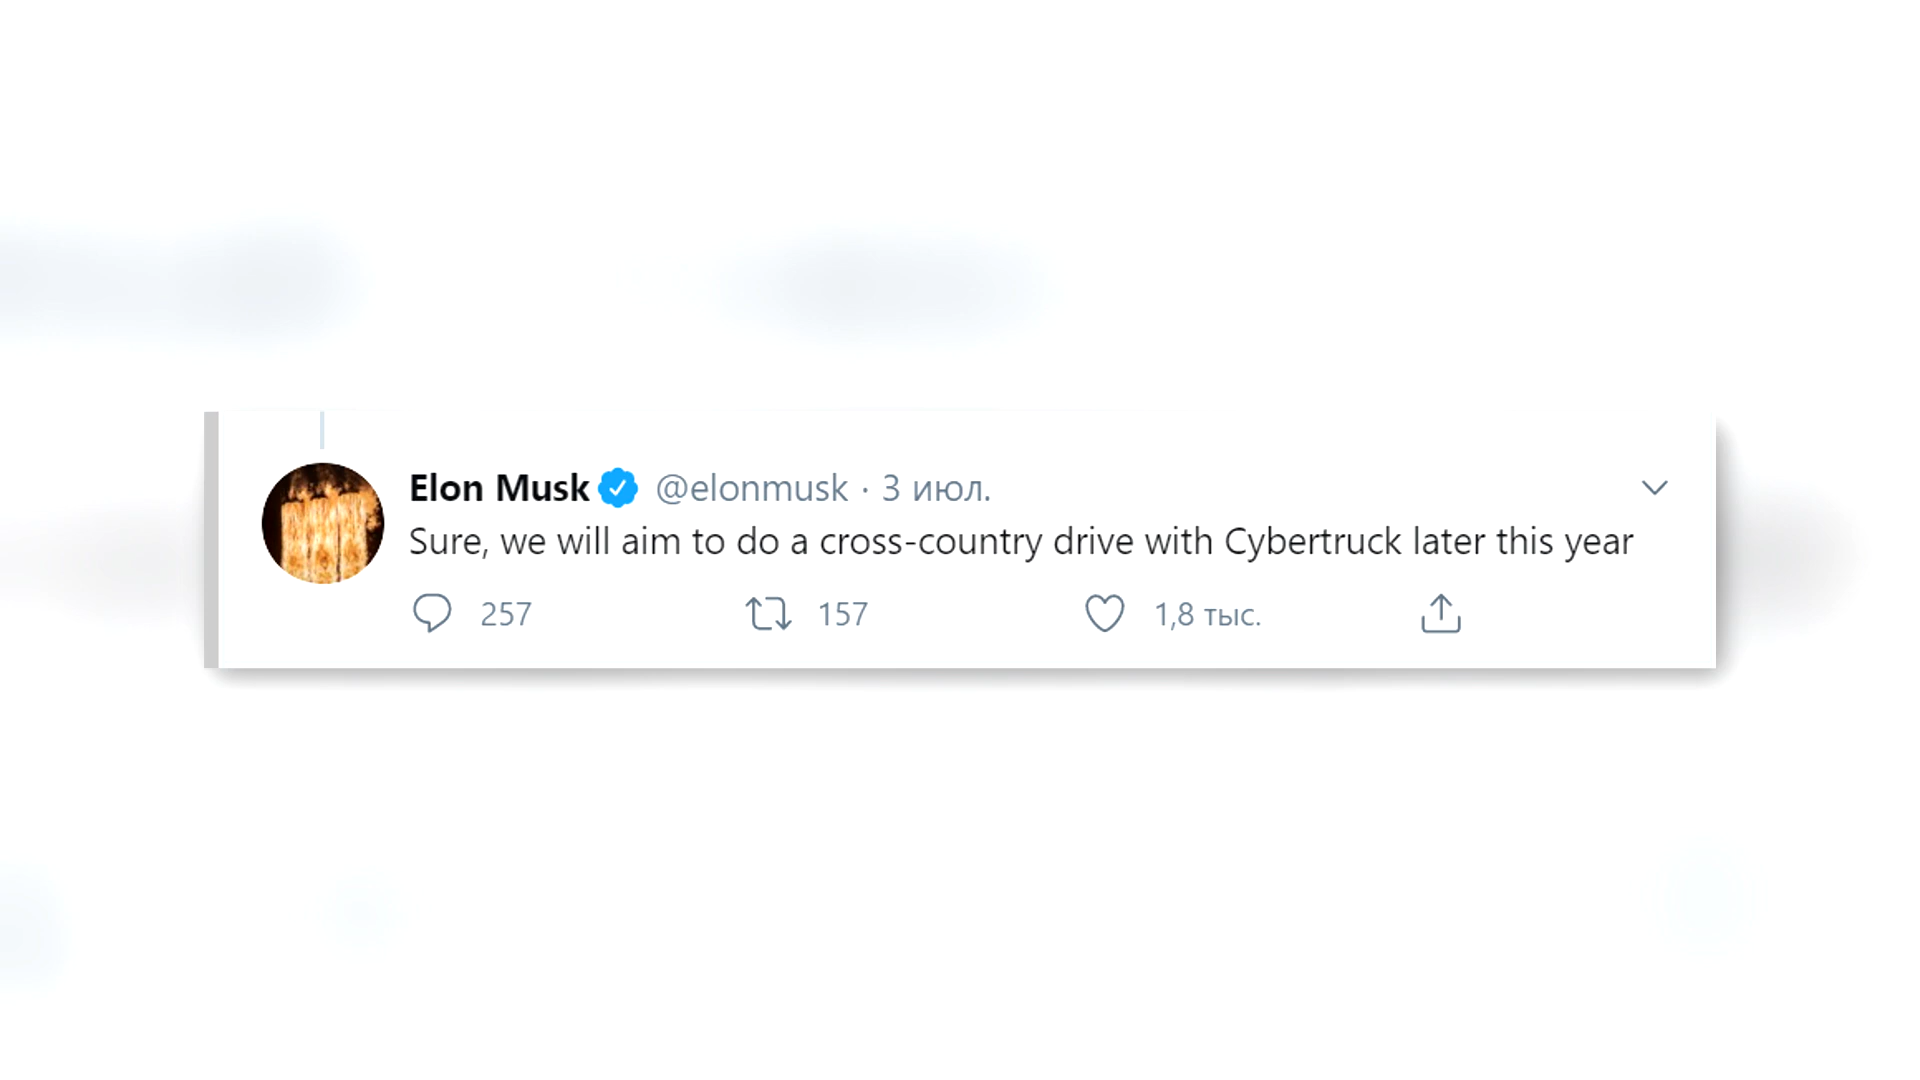 Elon Musk @elonmusk · 3 июл.
Sure, we will aim to do a cross-country drive with Cybertruck later this year
257 157 1,8 тыс.